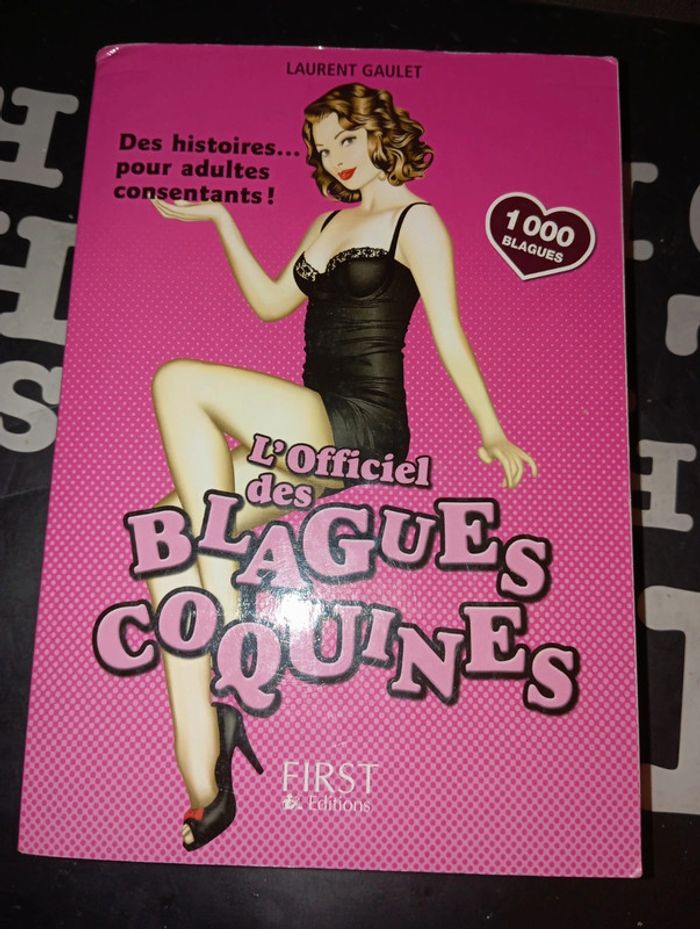 LAURENT GAULET
Des histoires...
pour adultes
consentants !
1 000
BLAGUES
L'Officiel
des
BLAGUES
COQUINES
FIRST
Editions